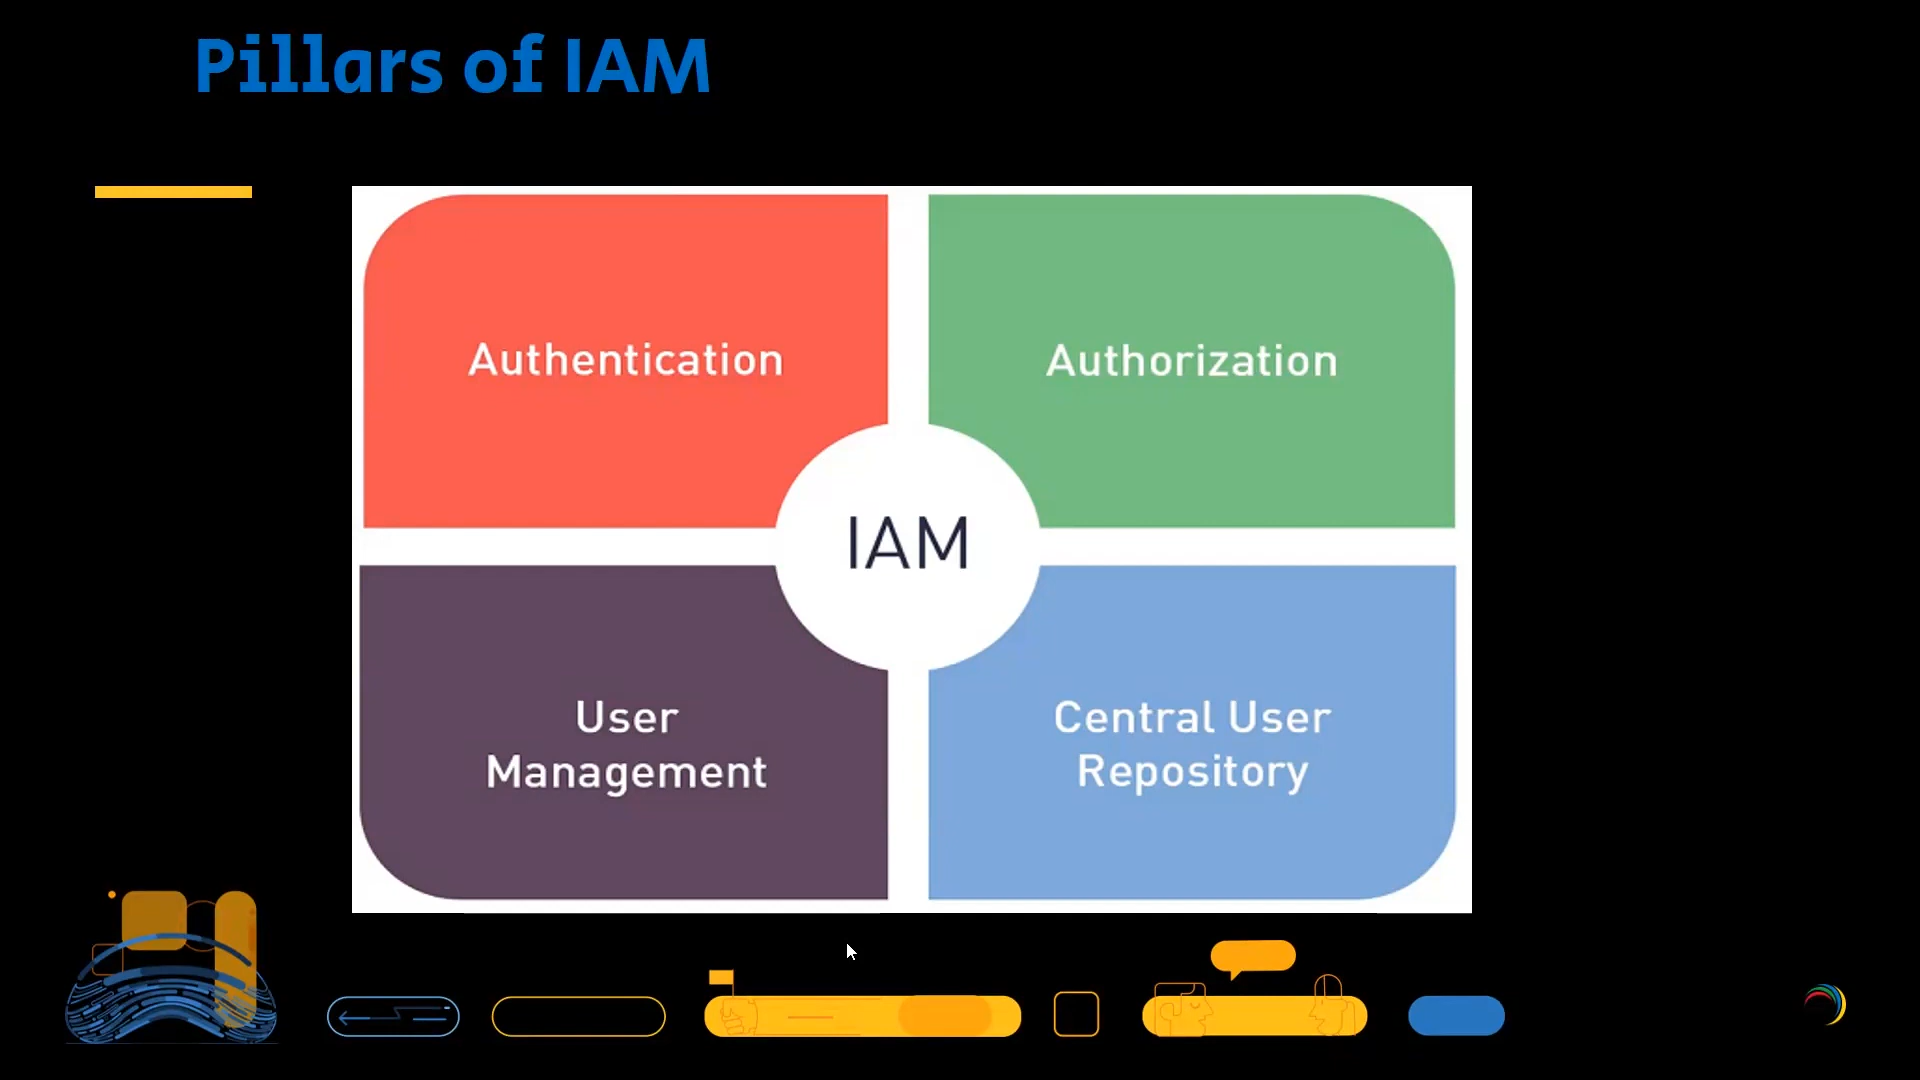 Pillars of IAM
Authentication
Authorization
IAM
User
Management
Central User
Repository